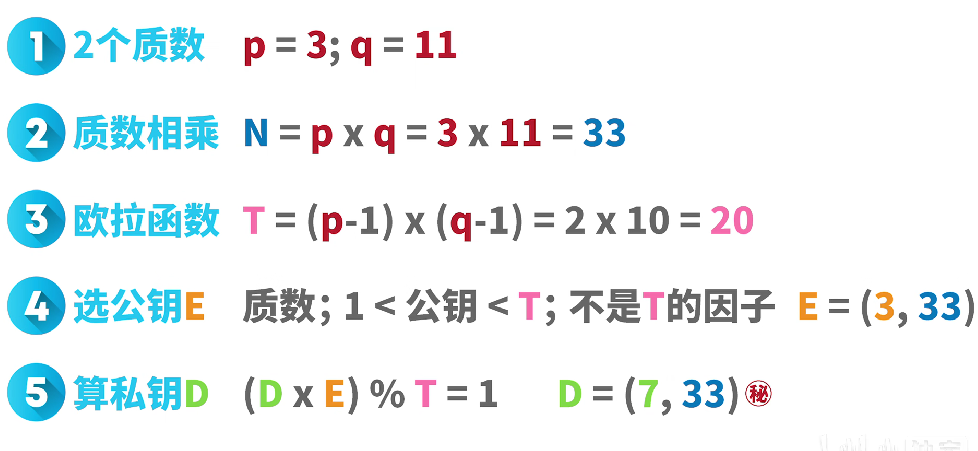 1 2个质数 p = 3; q = 11
2 质数相乘 N = p x q = 3 x 11 = 33
3 欧拉函数 T = (p-1) x (q-1) = 2 x 10 = 20
4 选公钥E 质数；1 < 公钥 < T；不是T的因子 E = (3, 33)
5 算私钥D (D x E) % T = 1 D = (7, 33) 秘